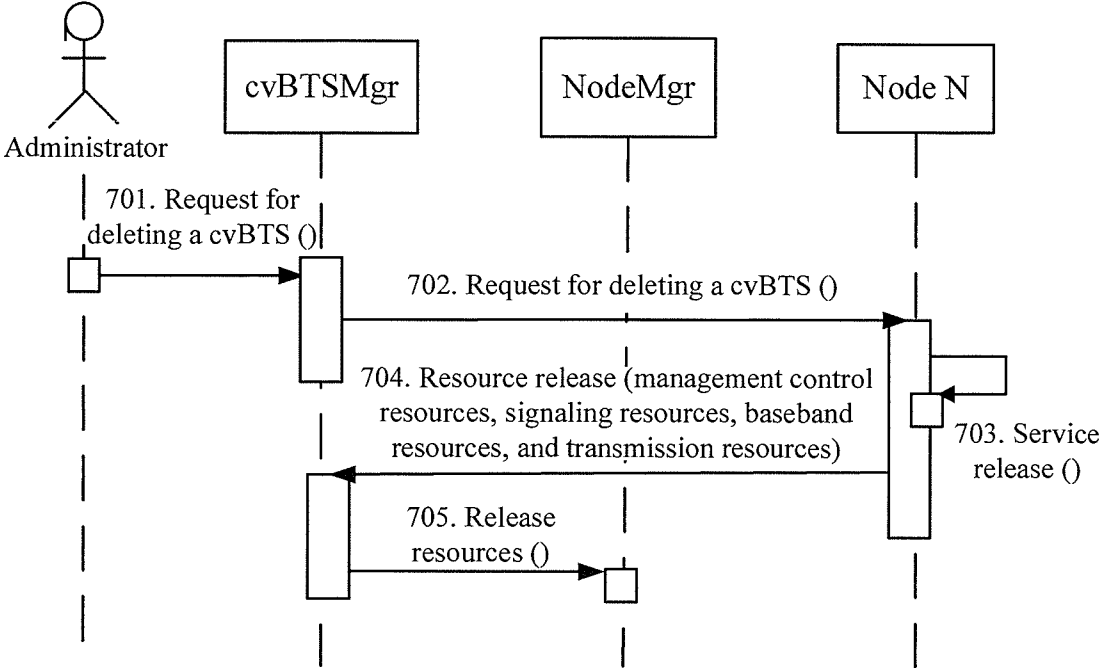 cvBTSMgr
NodeMgr
Node N
Administrator
701. Request for
deleting a cvBTS ()
702. Request for deleting a cvBTS ()
704. Resource release (management control
resources, signaling resources, baseband
resources, and transmission resources)
703. Service
release ()
705. Release
resources ()